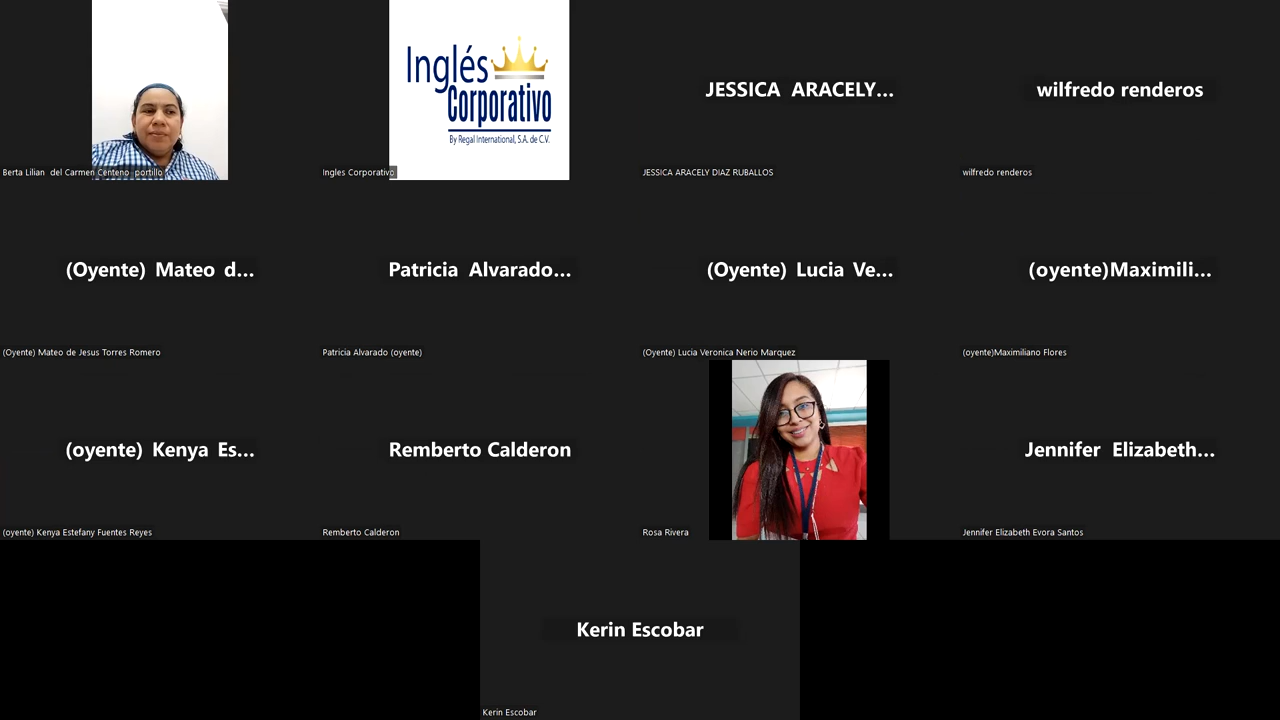 Inglés
Corporativo
By Regal International, S.A. de C.V.
JESSICA ARACELY...
wilfredo renderos
Berta Lilian del Carmen Centeno portillo
Ingles Corporativo
JESSICA ARACELY DIAZ RUBALLOS
wilfredo renderos
(Oyente) Mateo d...
Patricia Alvarado...
(Oyente) Lucia Ve...
(oyente)Maximili...
(Oyente) Mateo de Jesus Torres Romero
Patricia Alvarado (oyente)
(Oyente) Lucia Veronica Nerio Marquez
(oyente)Maximiliano Flores
(oyente) Kenya Es...
Remberto Calderon
Jennifer Elizabeth...
(oyente) Kenya Estefany Fuentes Reyes
Remberto Calderon
Rosa Rivera
Jennifer Elizabeth Evora Santos
Kerin Escobar
Kerin Escobar